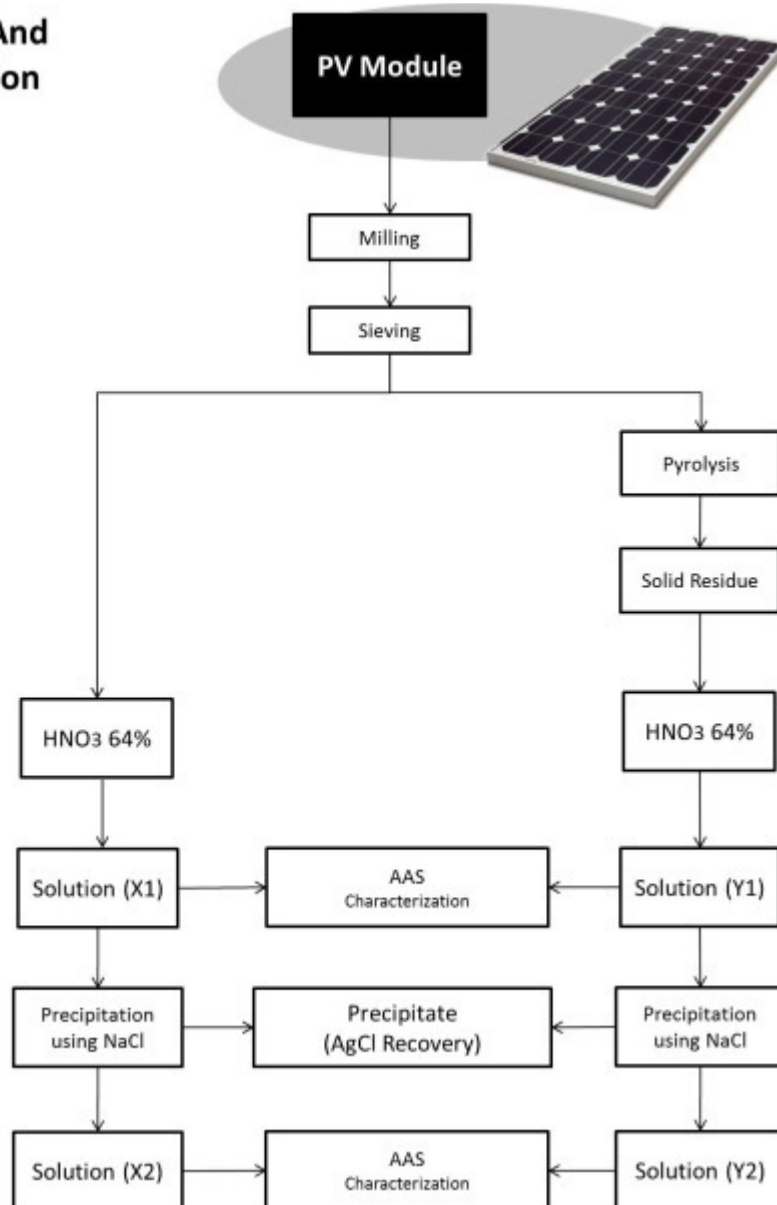 And
PV Module
Milling
Sieving
Pyrolysis
Solid Residue
HNO3 64%
HNO3 64%
Solution (X1)
AAS
Characterization
Solution (Y1)
Precipitation
using NaCl
Precipitate
(AgCl Recovery)
Precipitation
using NaCl
Solution (X2)
AAS
Characterization
Solution (Y2)